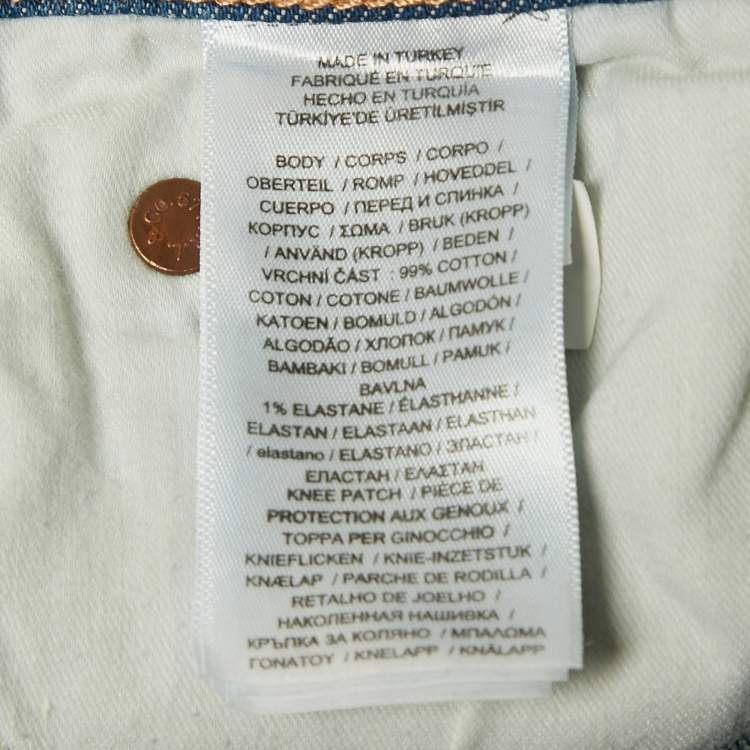 MADE IN TURKEY
FABRIQUÉ EN TURQUIE
HECHO EN TURQUÍA
TÜRKİYE'DE ÜRETİLMİŞTİR
BODY / CORPS / CORPO /
OBERTEIL / ROMP / HOVEDDEL /
CUERPO / ПЕРЕД И СПИНКА /
КОРПУС / ΣΩΜΑ / BRUK (KROPP)
/ ANVÄND (KROPP) / BEDEN /
VRCHNÍ ČÁST : 99% COTTON /
COTON / COTONE / BAUMWOLLE /
KATOEN / BOMULD / ALGODÓN /
ALGODÃO / ХЛОПОК / ПАМУК /
BAMBAKI / BOMULL / PAMUK /
BAVLNA
1% ELASTANE / ÉLASTHANNE /
ELASTAN / ELASTAAN / ELASTHAN
/ elastano / ELASTANO / ЭЛАСТАН /
ЕЛАСТАН / ΕΛΑΣΤΑΝ
KNEE PATCH / PIÈCE DE
PROTECTION AUX GENOUX /
TOPPA PER GINOCCHIO /
KNIEFLICKEN / KNIE-INZETSTUK /
KNÆLAP / PARCHE DE RODILLA /
RETALHO DE JOELHO /
НАКОЛЕННАЯ НАШИВКА /
КРЪПКА ЗА КОЛЯНО / ΜΠΑΛΩΜΑ
ΓΟΝΑΤΟΥ / KNELAPP / KNÄLAPP